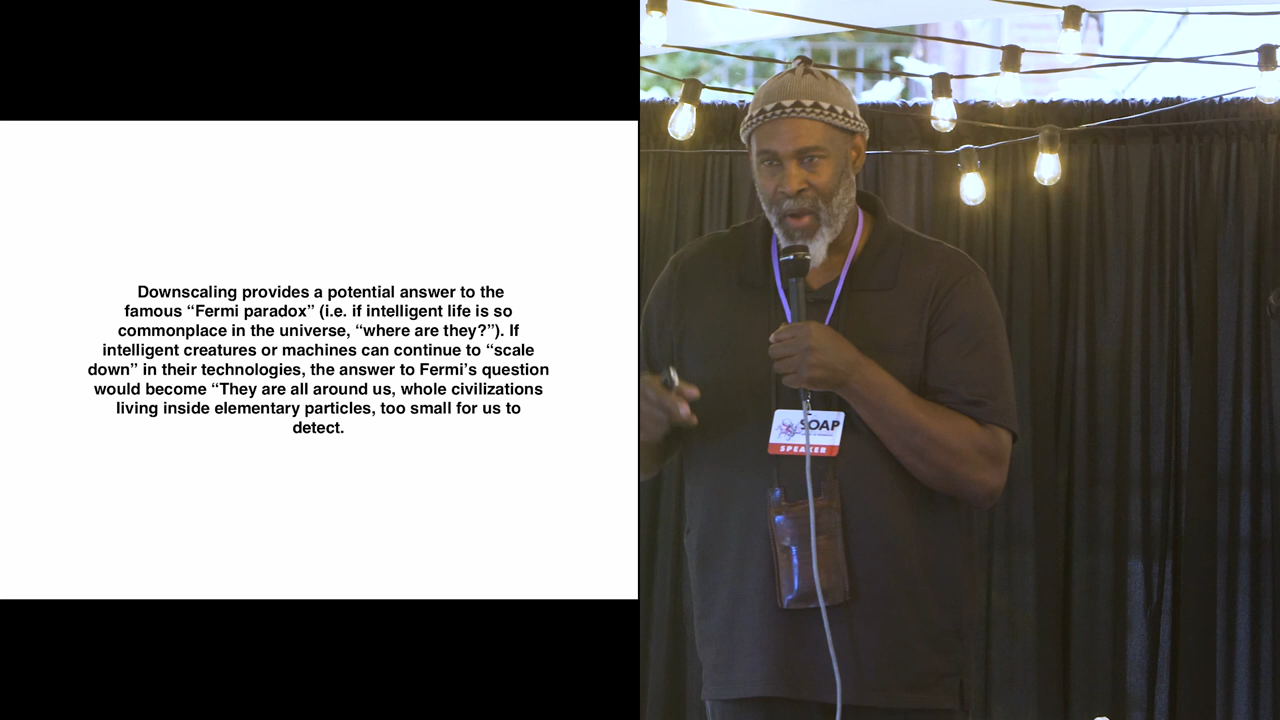 Downscaling provides a potential answer to the
famous “Fermi paradox” (i.e. if intelligent life is so
commonplace in the universe, “where are they?”). If
intelligent creatures or machines can continue to “scale
down” in their technologies, the answer to Fermi’s question
would become “They are all around us, whole civilizations
living inside elementary particles, too small for us to
detect.
SOAP
SPEAKER